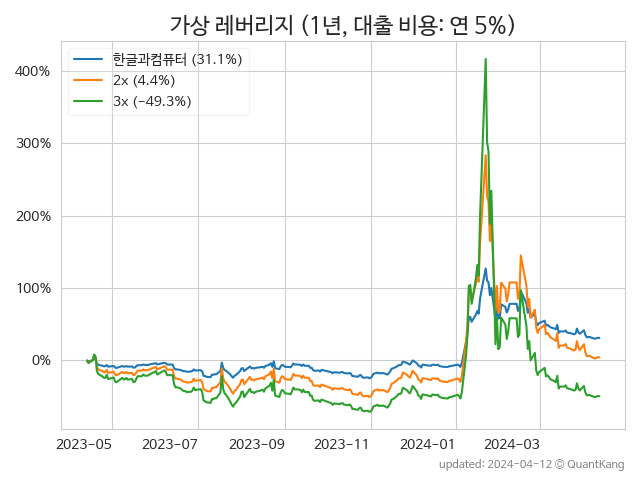 가상 레버리지 (1년, 대출 비용: 연 5%)
한글과컴퓨터 (31.1%)
2x (4.4%)
3x (-49.3%)
400%
300%
200%
100%
0%
2023-05 2023-07 2023-09 2023-11 2024-01 2024-03
updated: 2024-04-12 © QuantKang